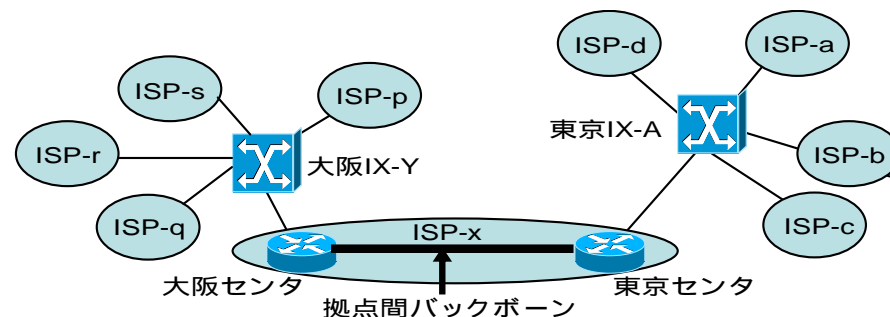 ISP-d
ISP-a
ISP-s
ISP-p
東京IX-A
ISP-r
大阪IX-Y
ISP-b
ISP-q
ISP-c
ISP-x
大阪センタ
東京センタ
拠点間バックボーン